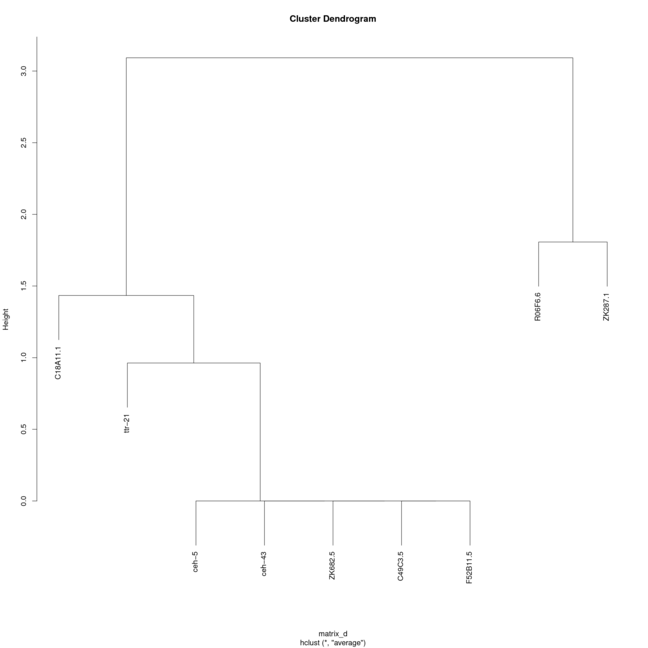 Cluster Dendrogram
Height
3.0
2.5
2.0
1.5
1.0
0.5
0.0
C18A11.1
ttr−21
ceh−5
ceh−43
ZK682.5
C49C3.5
F52B11.5
R06F6.6
ZK287.1
matrix_d
hclust (*, "average")